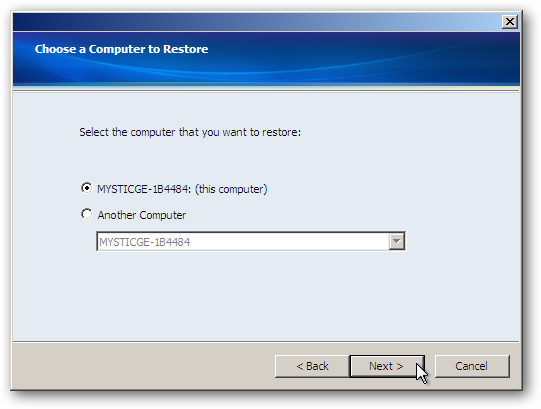 Choose a Computer to Restore
Select the computer that you want to restore:
MYSTICGE-1B4484: (this computer)
Another Computer
MYSTICGE-1B4484
< Back Next > Cancel